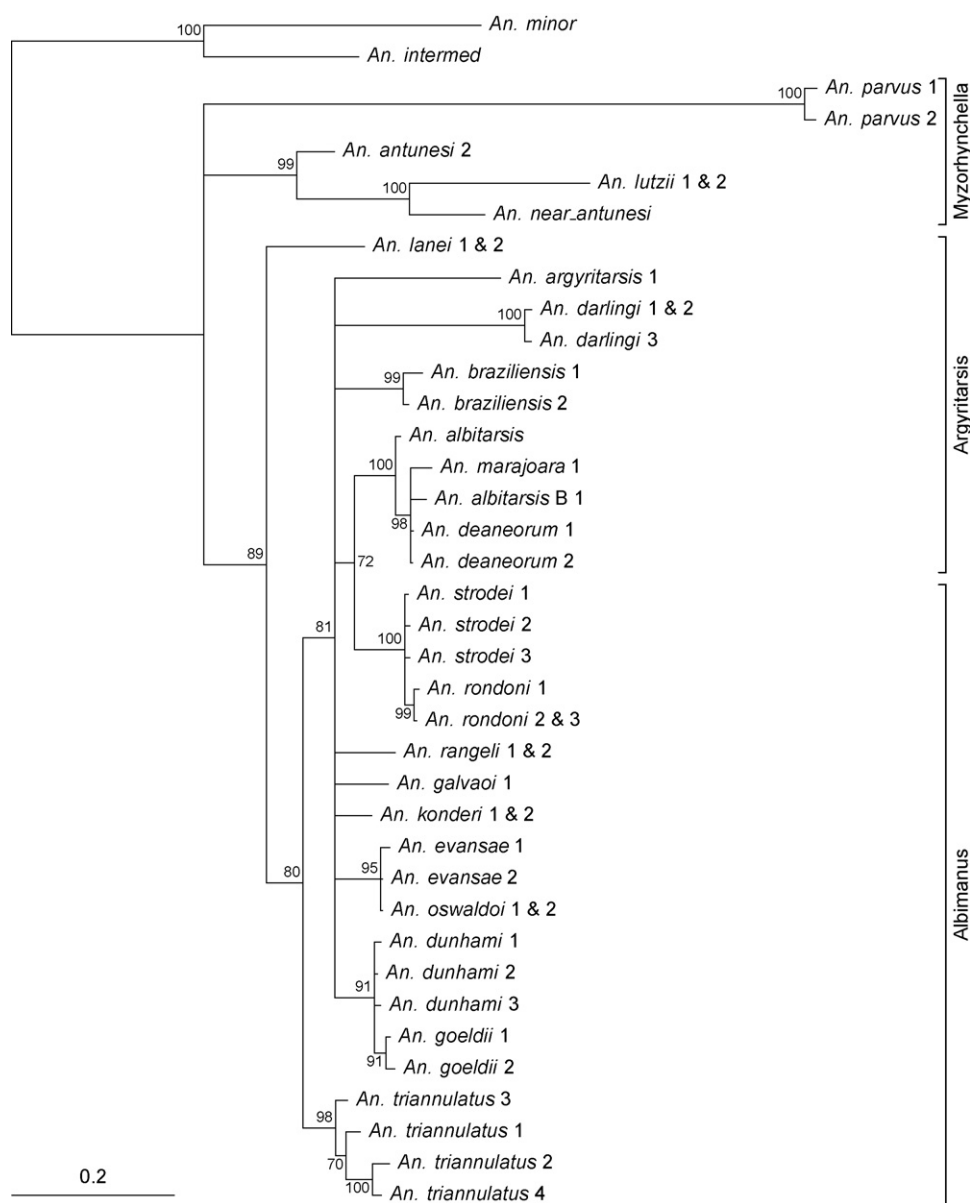 An. minor
100
An. intermed
An. parvus 1
100
An. parvus 2
An. antunesi 2
99
An. lutzii 1 & 2
100
An. near_antunesi
Myzorhynchella
An. lanei 1 & 2
An. argyritarsis 1
An. darlingi 1 & 2
100
An. darlingi 3
An. braziliensis 1
99
An. braziliensis 2
An. albitarsis
100
An. marajoara 1
An. albitarsis B 1
98
An. deaneorum 1
An. deaneorum 2
89
72
Argyritarsis
An. strodei 1
An. strodei 2
81
100
An. strodei 3
An. rondoni 1
99
An. rondoni 2 & 3
An. rangeli 1 & 2
An. galvaoi 1
An. konderi 1 & 2
An. evansae 1
80
95
An. evansae 2
An. oswaldoi 1 & 2
An. dunhami 1
An. dunhami 2
91
An. dunhami 3
An. goeldii 1
91
An. goeldii 2
An. triannulatus 3
98
An. triannulatus 1
70
An. triannulatus 2
100
An. triannulatus 4
Albimanus
0.2